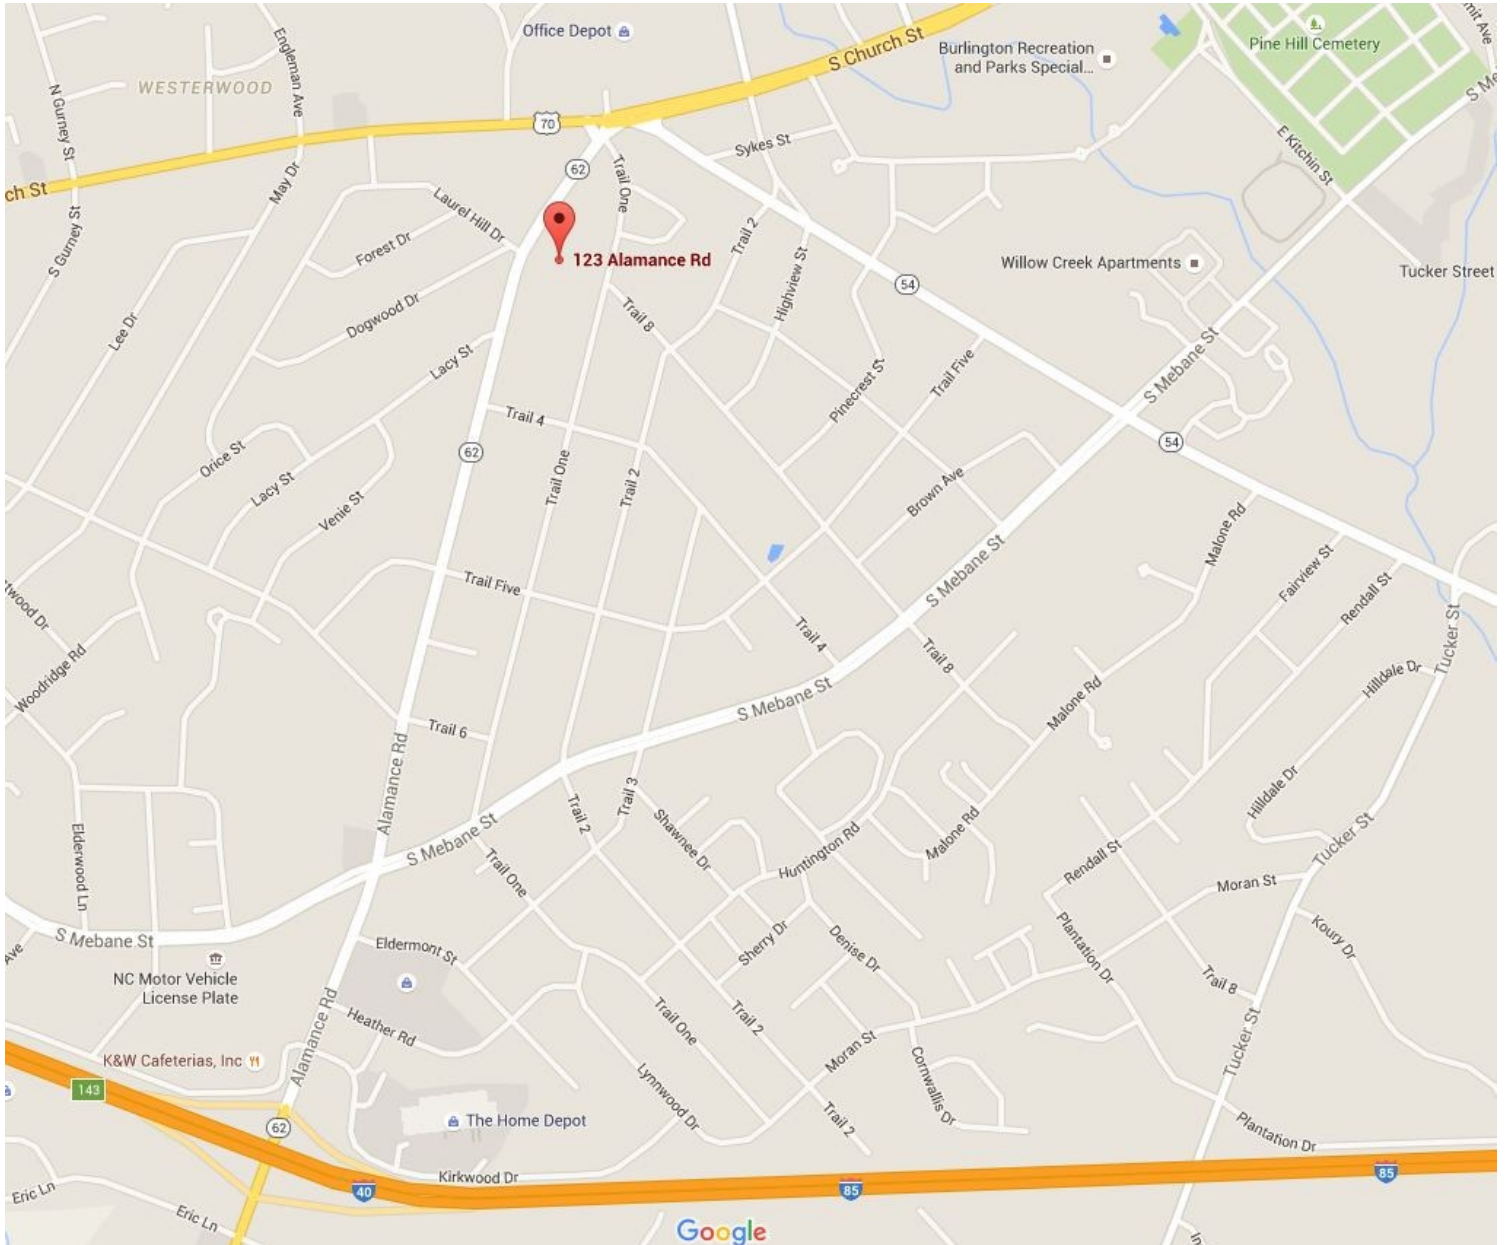 Office Depot
S Church St
Burlington Recreation
and Parks Special...
Pine Hill Cemetery
S Me
Engleman Ave
WESTERWOOD
N Gurney St
70
62
Sykes St
E Kitchin St
ch St
May Dr
Trail One
Laurel Hill Dr
S Gurney St
Forest Dr
Trail 2
123 Alamance Rd
Willow Creek Apartments
Tucker Street
54
Highview St
Dogwood Dr
Trail 8
Lee Dr
Lacy St
S Mebane St
Pinecrest St
Trail Five
Trail 4
62
54
Orice St
Lacy St
Trail One
Trail 2
Venie St
Brown Ave
Malone Rd
S Mebane St
Fairview St
Rendall St
Trail Five
twood Dr
Trail 4
Trail 8
Tucker St
Woodridge Rd
Hilldale Dr
S Mebane St
Malone Rd
Trail 6
Alamance Rd
Trail 3
Hilldale Dr
Trail 2
S Mebane St
Shawnee Dr
Malone Rd
Tucker St
Elderwood Ln
Huntington Rd
Rendall St
Trail One
Moran St
S Mebane St
Ave
Eldermont St
Sherry Dr
Denise Dr
Plantation Dr
Koury Dr
NC Motor Vehicle
License Plate
Trail 8
Alamance Rd
Heather Rd
Trail One
Trail 2
Moran St
Tucker St
K&W Cafeterias, Inc
143
Cornwallis Dr
Lynnwood Dr
The Home Depot
62
Trail 2
Plantation Dr
Kirkwood Dr
40
85
85
Eric Ln
Eric Ln
Google
In